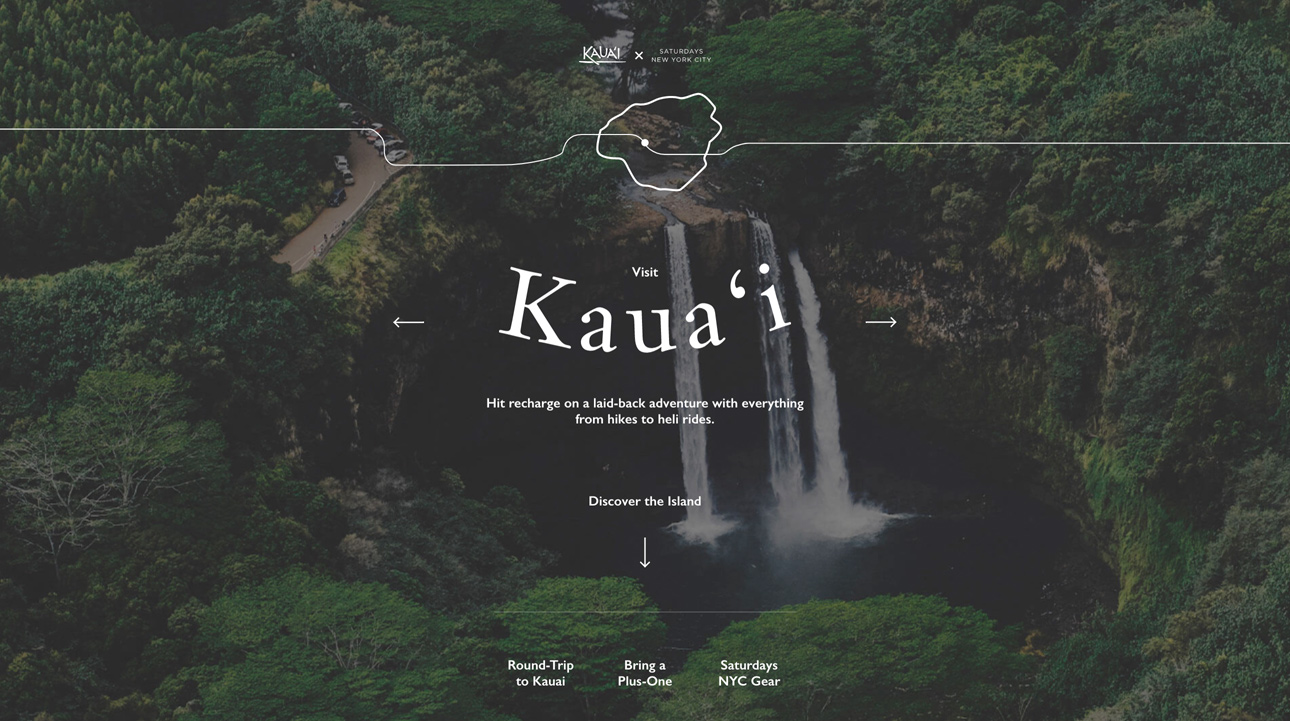 KAUA'I × SATURDAYS
NEW YORK CITY
Visit
Kauaʻi
Hit recharge on a laid-back adventure with everything
from hikes to heli rides.
Discover the Island
Round-Trip
to Kauai
Bring a
Plus-One
Saturdays
NYC Gear